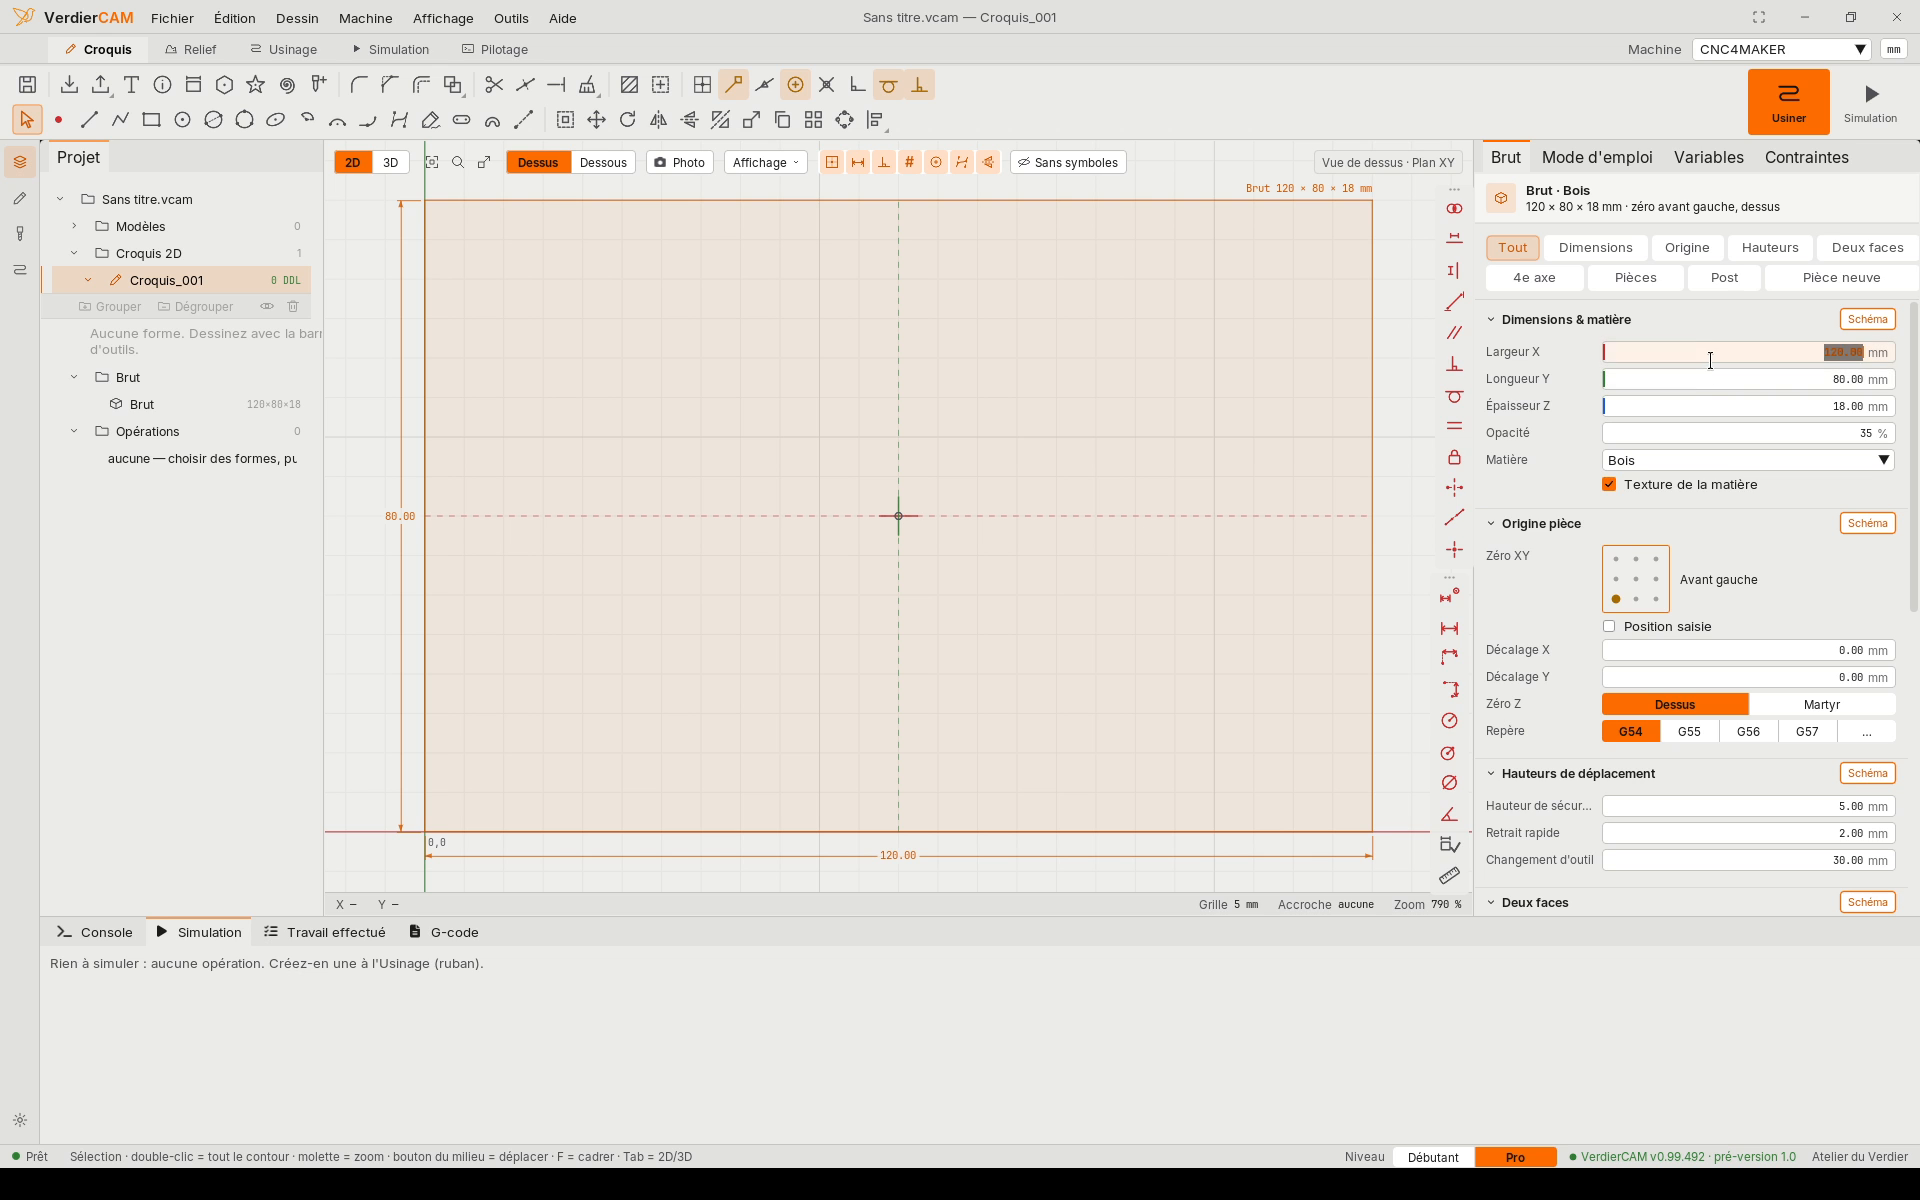 VerdierCAM Fichier Édition Dessin Machine Affichage Outils Aide Sans titre.vcam — Croquis_001
Croquis Relief Usinage Simulation Pilotage Machine CNC4MAKER mm
Usiner Simulation
Projet
2D 3D Dessus Dessous Photo Affichage Sans symboles Vue de dessus · Plan XY
Brut 120 × 80 × 18 mm
Sans titre.vcam
Modèles 0
Croquis 2D 1
Croquis_001 0 DDL
Grouper Dégrouper
Aucune forme. Dessinez avec la barr
d'outils.
Brut
Brut 120×80×18
Opérations 0
aucune — choisir des formes, pu
80.00
0,0
120.00
X – Y – Grille 5 mm Accroche aucune Zoom 790 %
Brut Mode d'emploi Variables Contraintes
Brut · Bois
120 × 80 × 18 mm · zéro avant gauche, dessus
Tout Dimensions Origine Hauteurs Deux faces
4e axe Pièces Post Pièce neuve
Dimensions & matière Schéma
Largeur X 120.00 mm
Longueur Y 80.00 mm
Épaisseur Z 18.00 mm
Opacité 35 %
Matière Bois
Texture de la matière
Origine pièce Schéma
Zéro XY
Avant gauche
Position saisie
Décalage X 0.00 mm
Décalage Y 0.00 mm
Zéro Z Dessus Martyr
Repère G54 G55 G56 G57 ...
Hauteurs de déplacement Schéma
Hauteur de sécur... 5.00 mm
Retrait rapide 2.00 mm
Changement d'outil 30.00 mm
Deux faces Schéma
Console Simulation Travail effectué G-code
Rien à simuler : aucune opération. Créez-en une à l'Usinage (ruban).
Prêt Sélection · double-clic = tout le contour · molette = zoom · bouton du milieu = déplacer · F = cadrer · Tab = 2D/3D Niveau Débutant Pro VerdierCAM v0.99.492 · pré-version 1.0 Atelier du Verdier